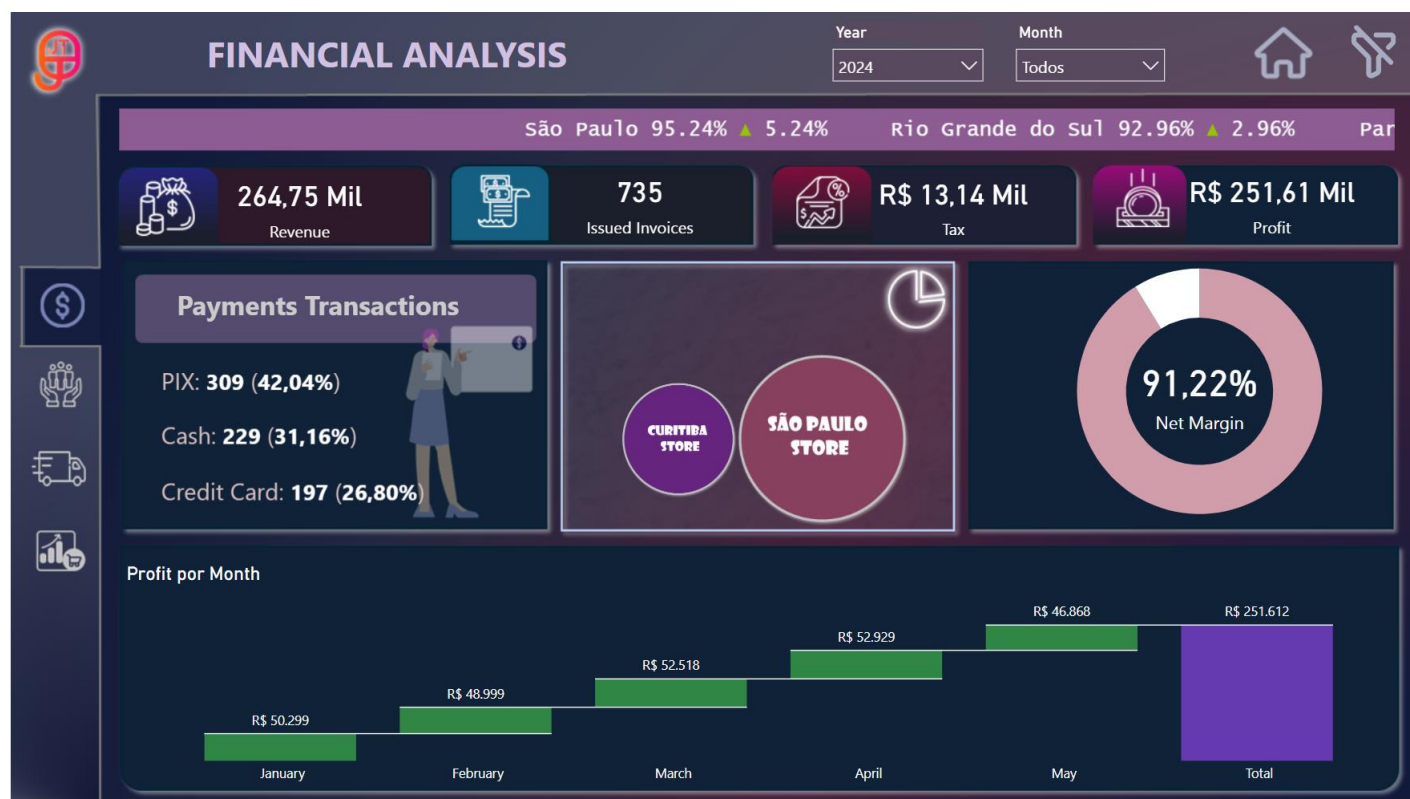 FINANCIAL ANALYSIS
Year
Month
2024
Todos
São Paulo 95.24% ▲ 5.24% Rio Grande do Sul 92.96% ▲ 2.96% Par
264,75 Mil
Revenue
735
Issued Invoices
R$ 13,14 Mil
Tax
R$ 251,61 Mil
Profit
Payments Transactions
PIX: 309 (42,04%)
Cash: 229 (31,16%)
Credit Card: 197 (26,80%)
CURITIBA
STORE
SÃO PAULO
STORE
91,22%
Net Margin
Profit por Month
R$ 50.299
R$ 48.999
R$ 52.518
R$ 52.929
R$ 46.868
R$ 251.612
January
February
March
April
May
Total